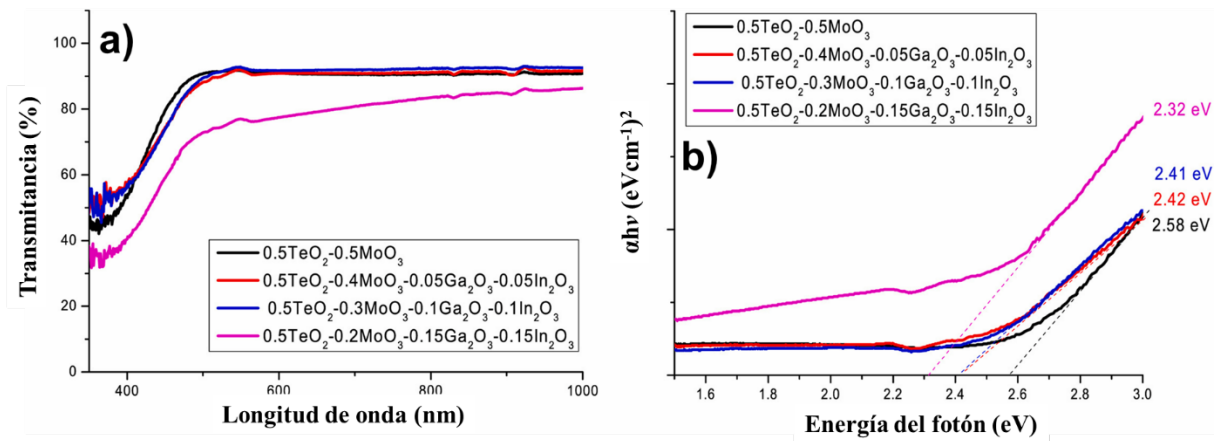 a)
Transmitancia (%)
100
80
60
40
20
0
400
600
800
1000
Longitud de onda (nm)
0.5TeO₂-0.5MoO₃
0.5TeO₂-0.4MoO₃-0.05Ga₂O₃-0.05In₂O₃
0.5TeO₂-0.3MoO₃-0.1Ga₂O₃-0.1In₂O₃
0.5TeO₂-0.2MoO₃-0.15Ga₂O₃-0.15In₂O₃
0.5TeO₂-0.5MoO₃
0.5TeO₂-0.4MoO₃-0.05Ga₂O₃-0.05In₂O₃
0.5TeO₂-0.3MoO₃-0.1Ga₂O₃-0.1In₂O₃
0.5TeO₂-0.2MoO₃-0.15Ga₂O₃-0.15In₂O₃
b)
αhν (eVcm⁻¹)²
2.32 eV
2.41 eV
2.42 eV
2.58 eV
1.6
1.8
2.0
2.2
2.4
2.6
2.8
3.0
Energía del fotón (eV)